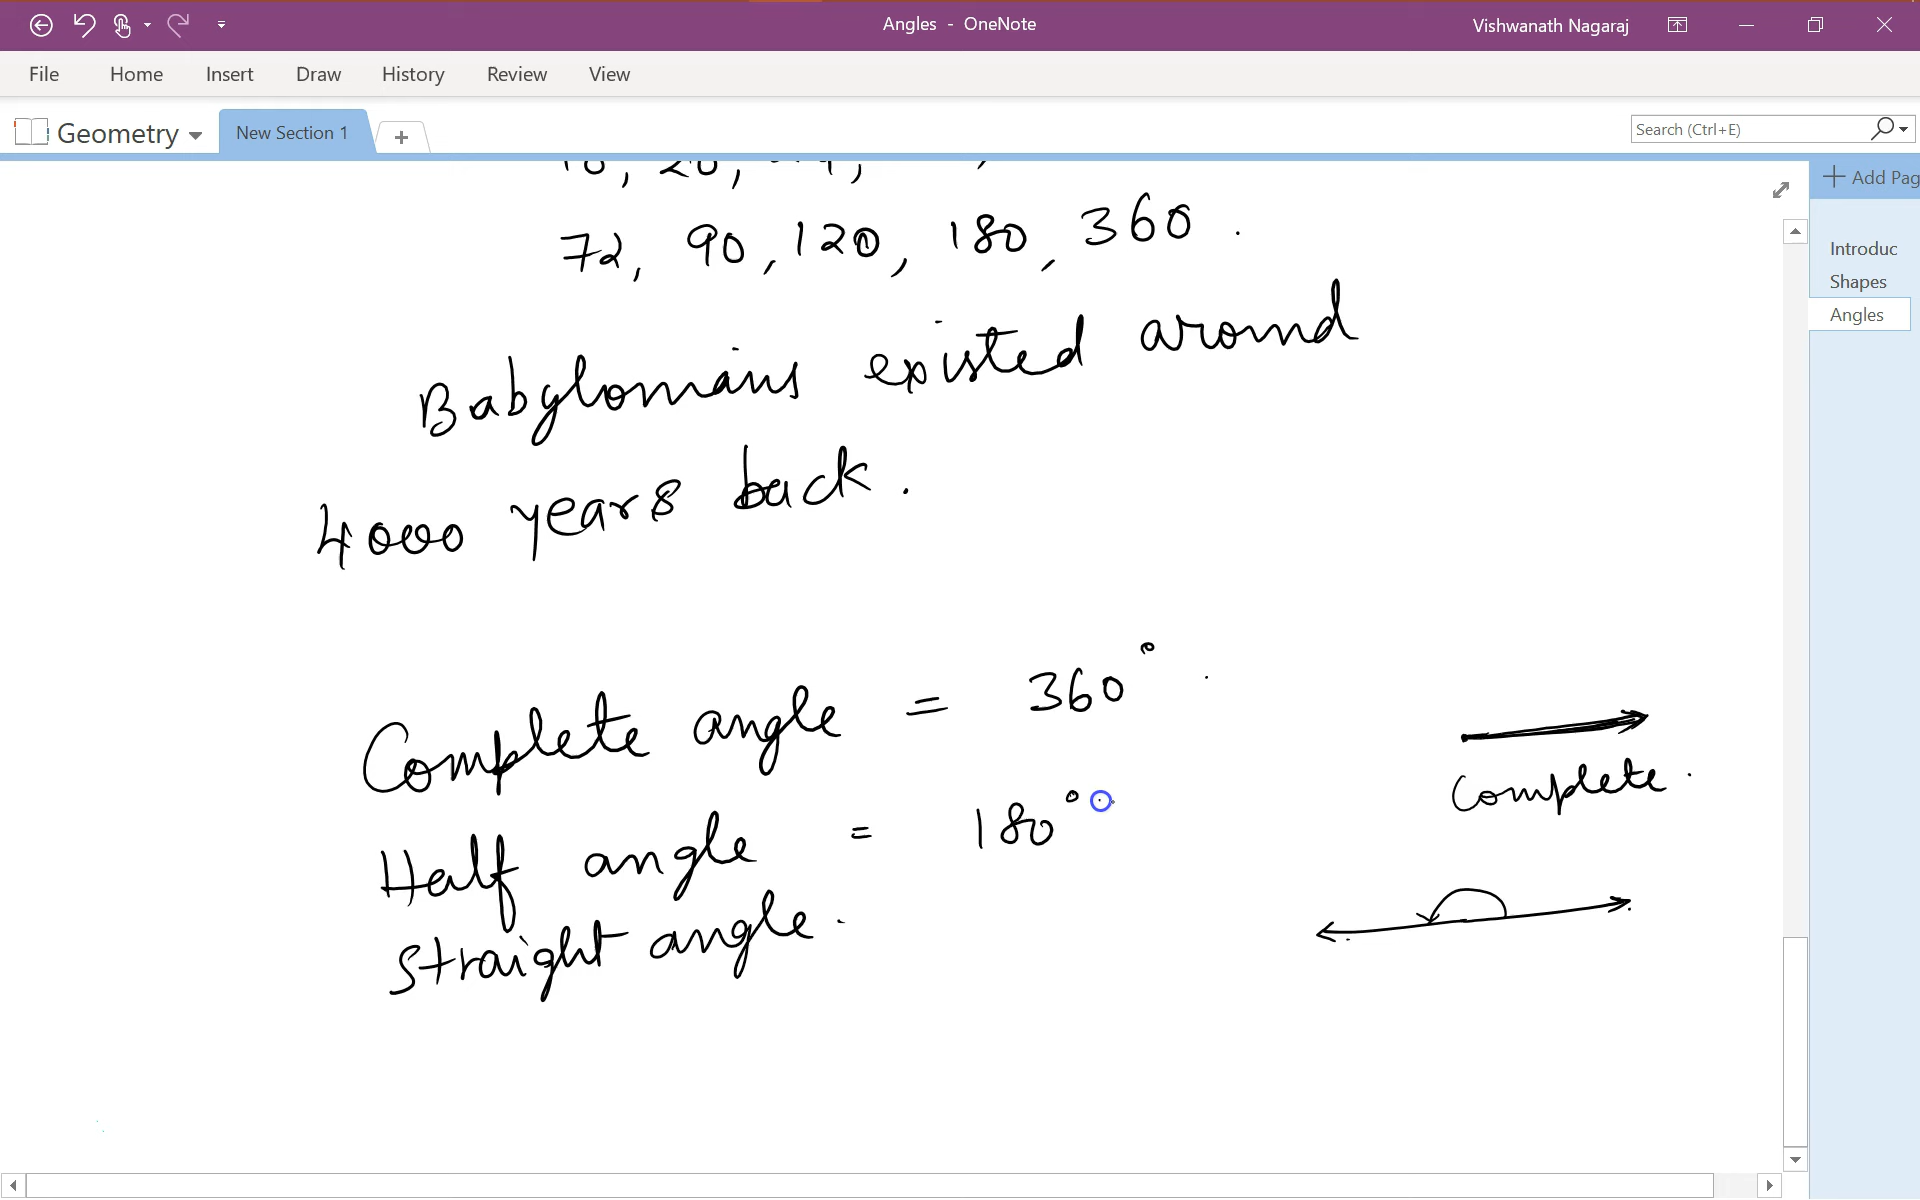 Angles - OneNote
Vishwanath Nagaraj
File Home Insert Draw History Review View
Geometry New Section 1 +
Search (Ctrl+E)
Add Pag
Introduc
Shapes
Angles
72, 90, 120, 180, 360 .
Babylonians existed around
4000 years back .
Complete angle = 360° .
Complete .
Half angle = 180°
straight angle .